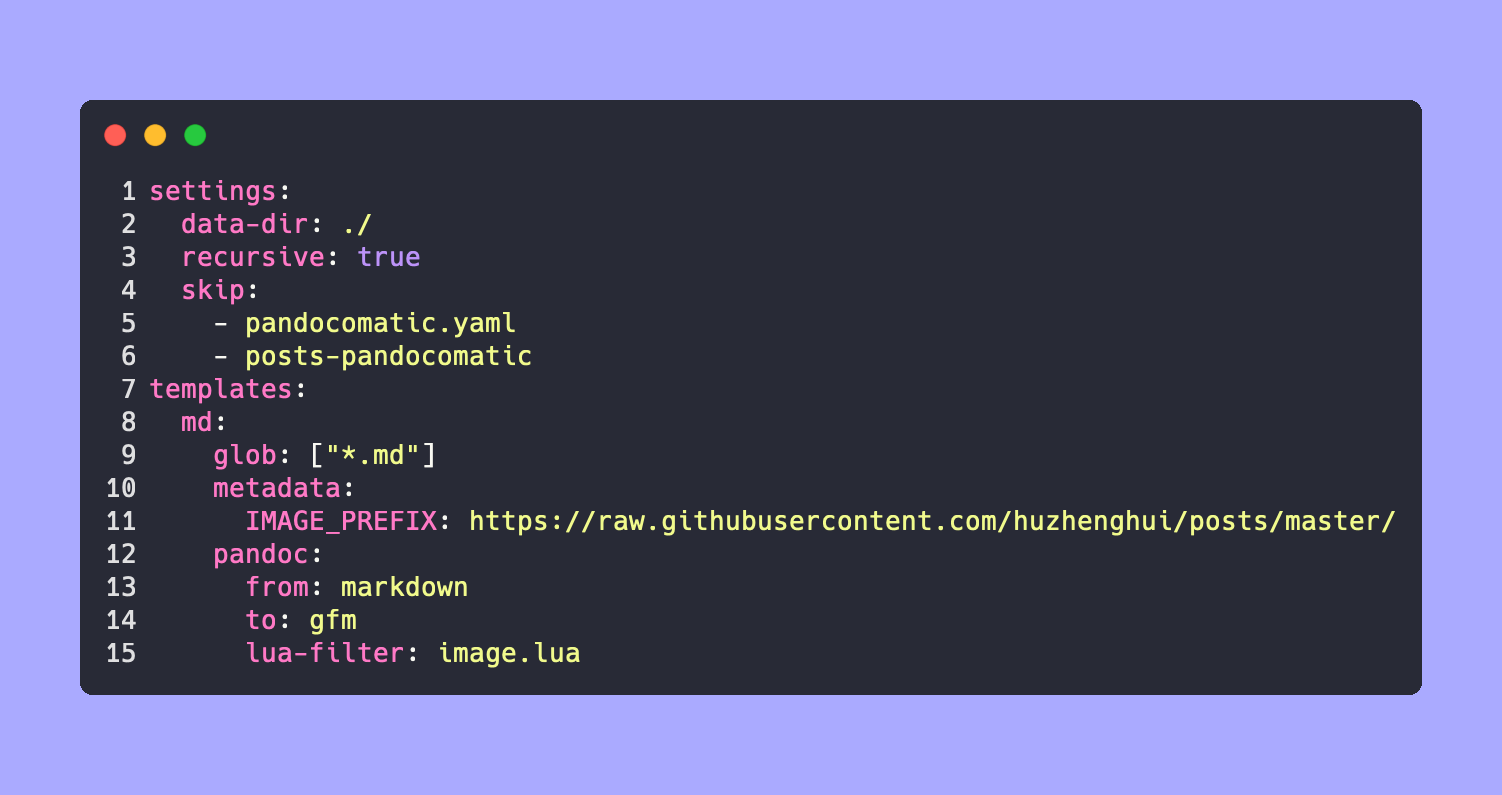 1 settings:
2   data-dir: ./
3   recursive: true
4   skip:
5     - pandocomatic.yaml
6     - posts-pandocomatic
7 templates:
8   md:
9     glob: ["*.md"]
10     metadata:
11       IMAGE_PREFIX: https://raw.githubusercontent.com/huzhenghui/posts/master/
12     pandoc:
13       from: markdown
14       to: gfm
15       lua-filter: image.lua